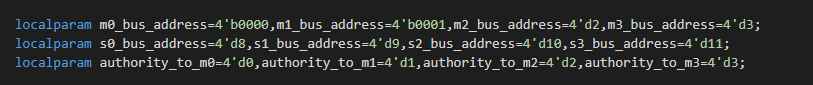 localparam m0_bus_address=4'b0000,m1_bus_address=4'b0001,m2_bus_address=4'd2,m3_bus_address=4'd3;
localparam s0_bus_address=4'd8,s1_bus_address=4'd9,s2_bus_address=4'd10,s3_bus_address=4'd11;
localparam authority_to_m0=4'd0,authority_to_m1=4'd1,authority_to_m2=4'd2,authority_to_m3=4'd3;